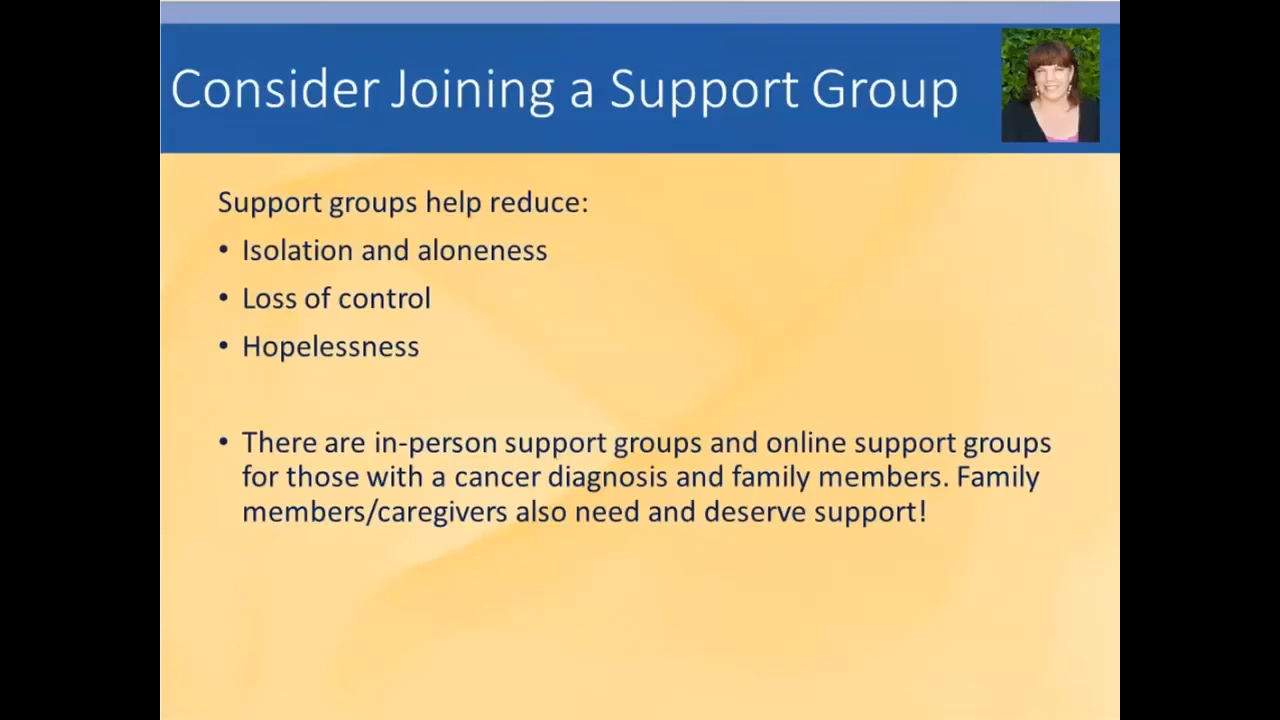 Consider Joining a Support Group
Support groups help reduce:
• Isolation and aloneness
• Loss of control
• Hopelessness
• There are in-person support groups and online support groups
for those with a cancer diagnosis and family members. Family
members/caregivers also need and deserve support!